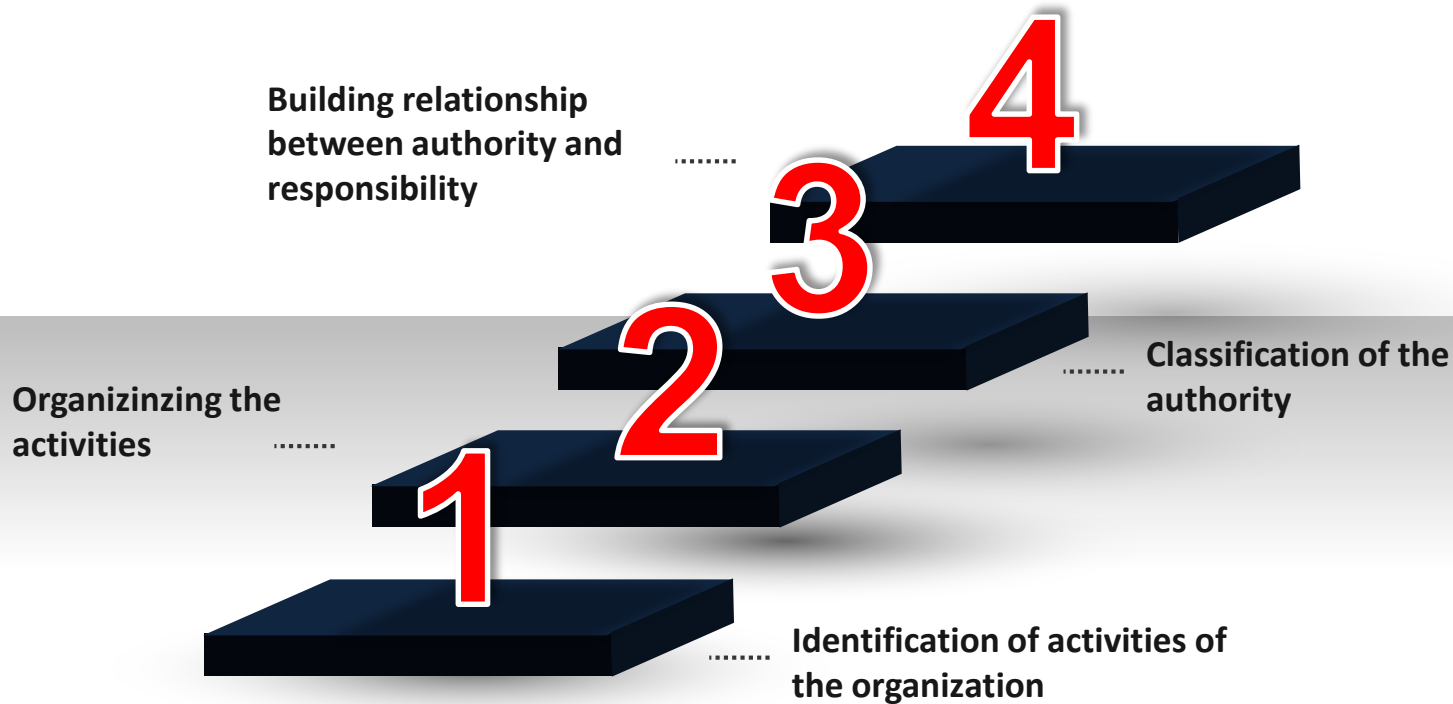 4
Building relationship
between authority and
responsibility
3
2
Classification of the
authority
Organizinzing the
activities
1
Identification of activities of
the organization